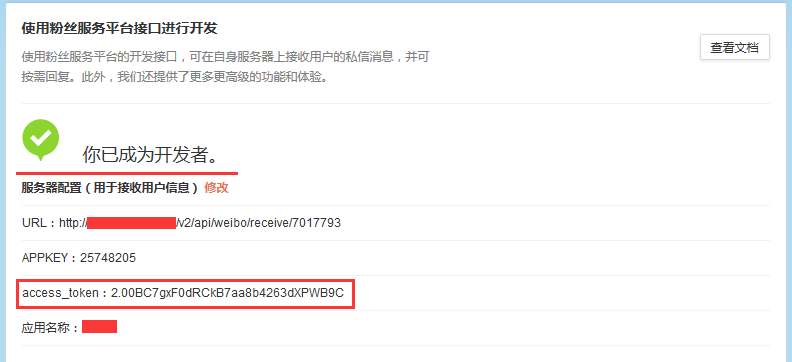 使用粉丝服务平台接口进行开发
查看文档
使用粉丝服务平台的开发接口，可在自身服务器上接收用户的私信消息，并可
按需回复。此外，我们还提供了更多更高级的功能和体验。
你已成为开发者。
服务器配置（用于接收用户信息） 修改
URL：http:// /v2/api/weibo/receive/7017793
APPKEY：25748205
access_token：2.00BC7gxF0dRCkB7aa8b4263dXPWB9C
应用名称：